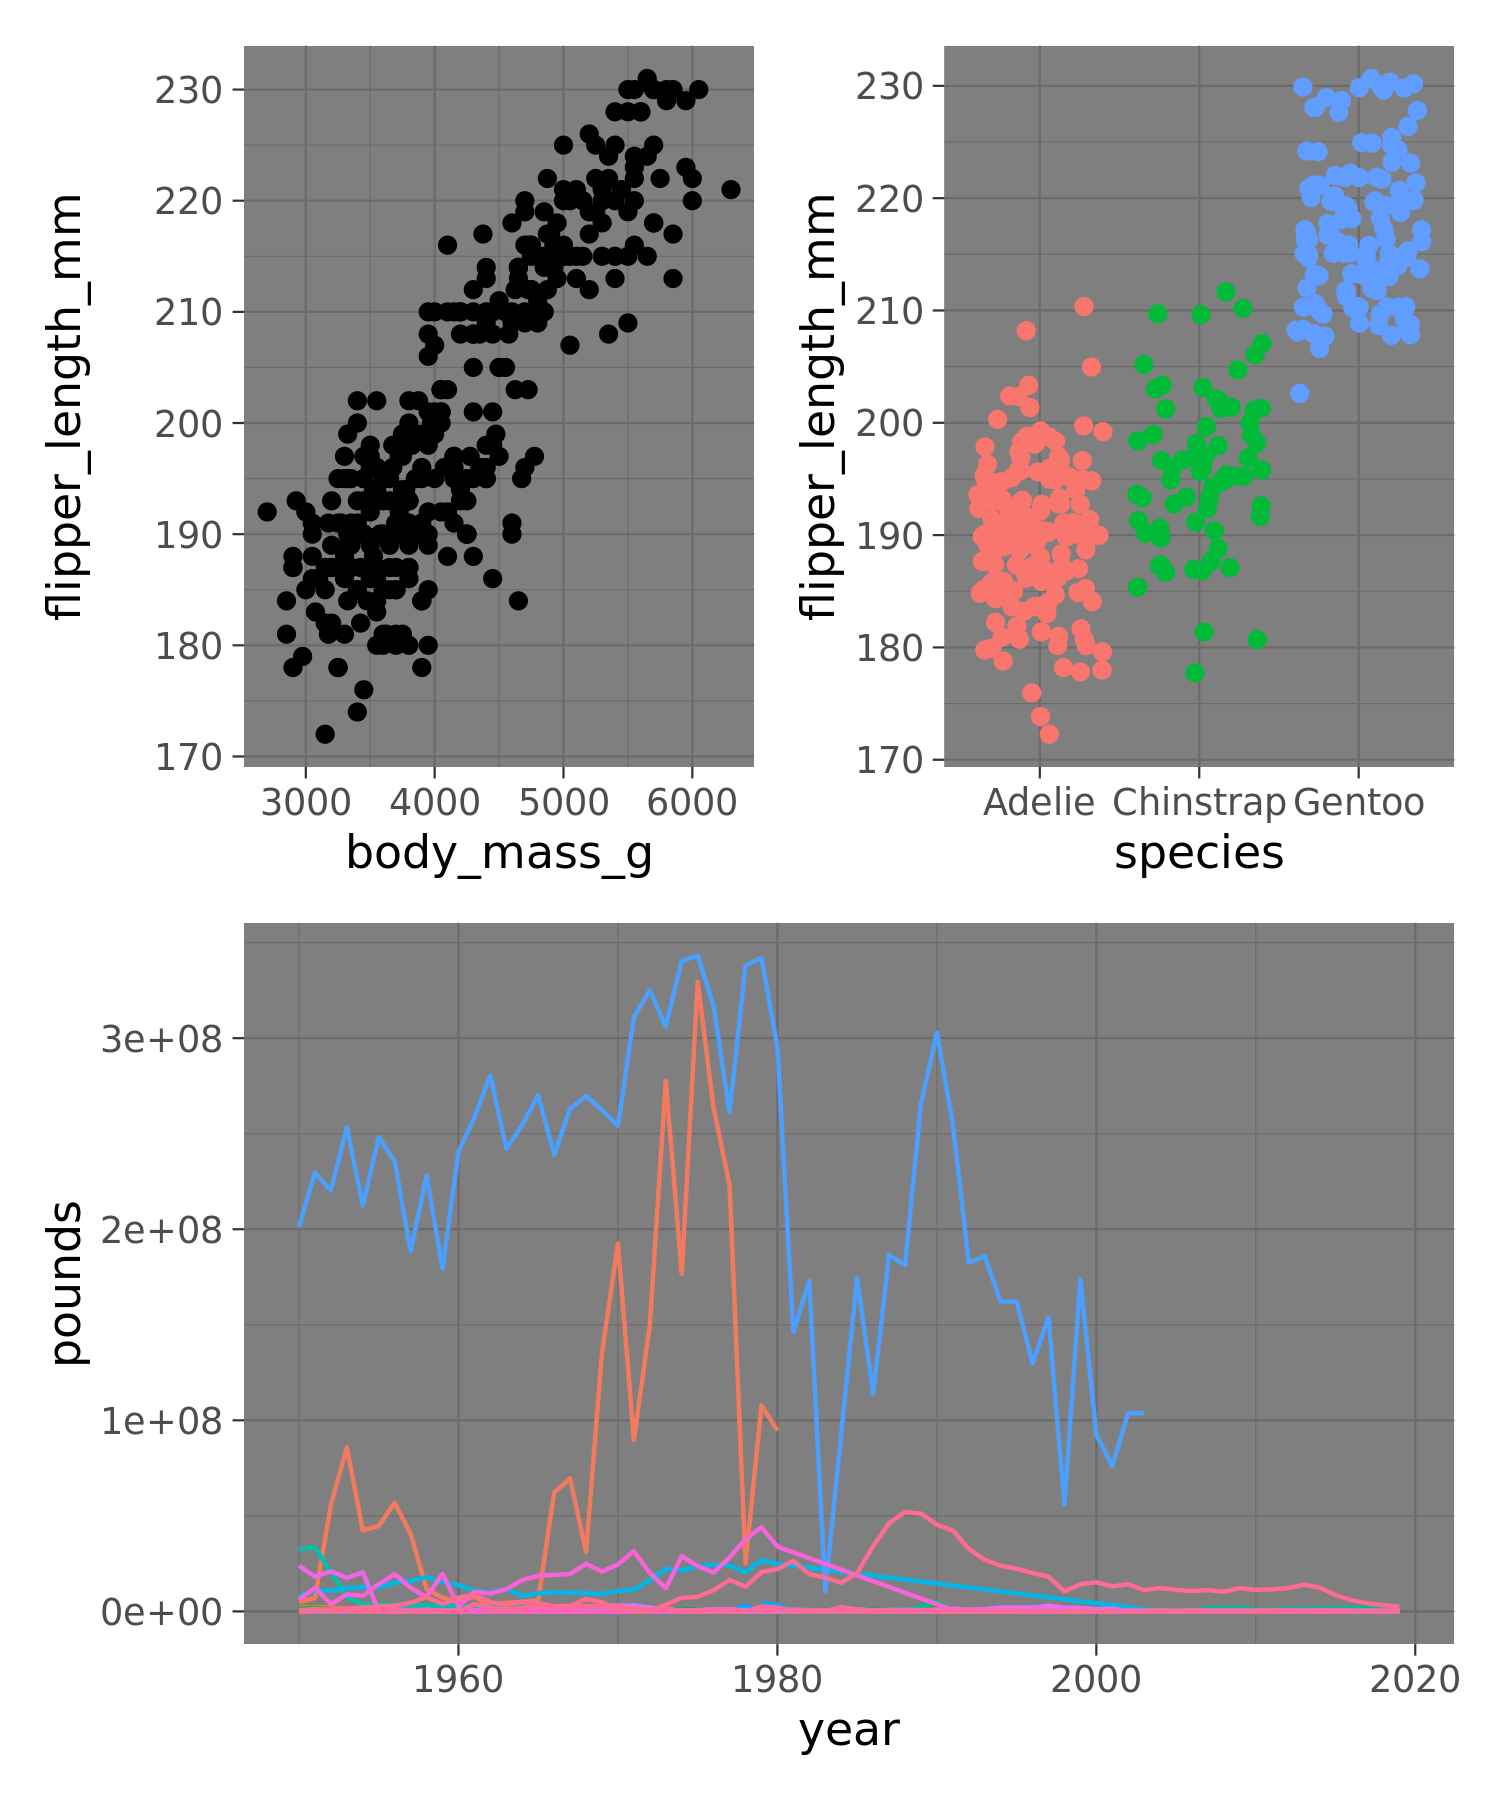 flipper_length_mm
230
220
210
200
190
180
170
3000 4000 5000 6000
body_mass_g
flipper_length_mm
230
220
210
200
190
180
170
Adelie Chinstrap Gentoo
species
pounds
3e+08
2e+08
1e+08
0e+00
1960 1980 2000 2020
year